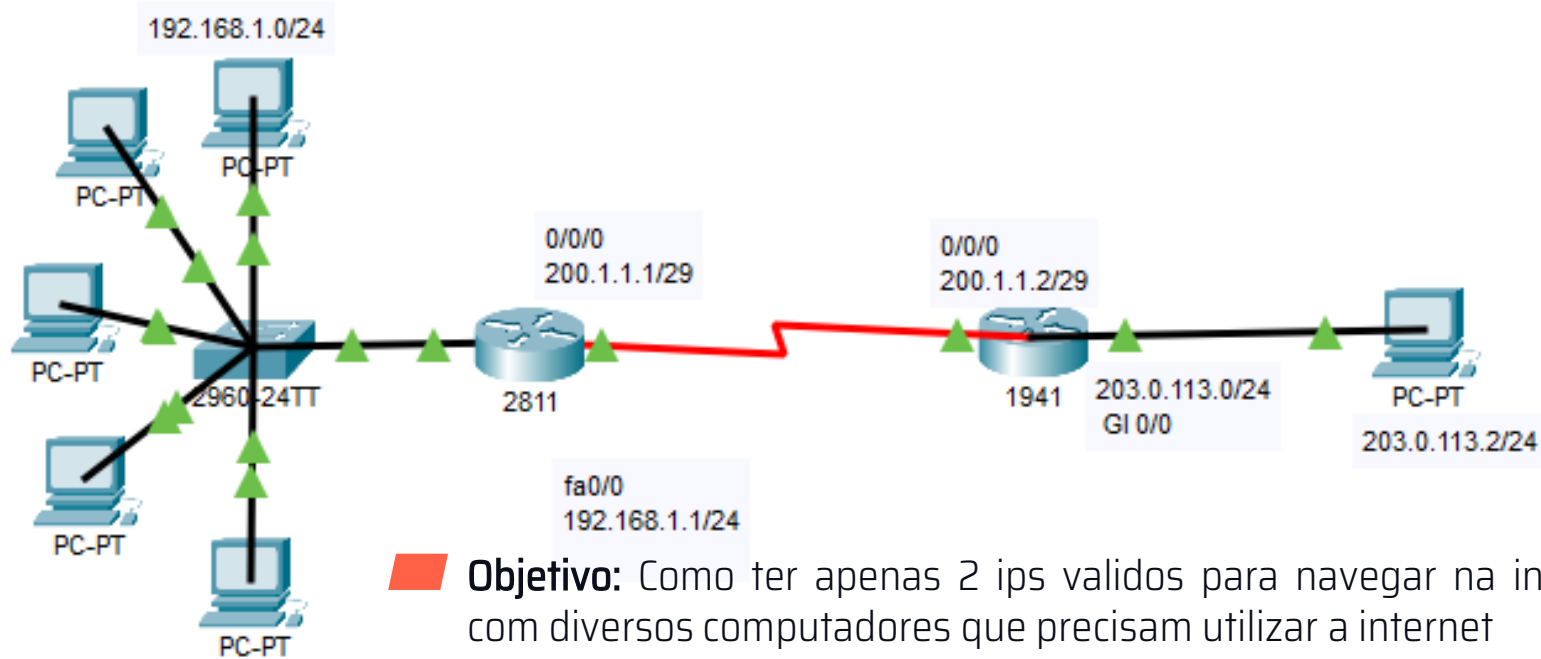 192.168.1.0/24
PC-PT
PC-PT
PC-PT
PC-PT
PC-PT
2960-24TT
0/0/0
200.1.1.1/29
2811
fa0/0
192.168.1.1/24
0/0/0
200.1.1.2/29
1941
203.0.113.0/24
GI 0/0
PC-PT
203.0.113.2/24
Objetivo: Como ter apenas 2 ips validos para navegar na in
com diversos computadores que precisam utilizar a internet